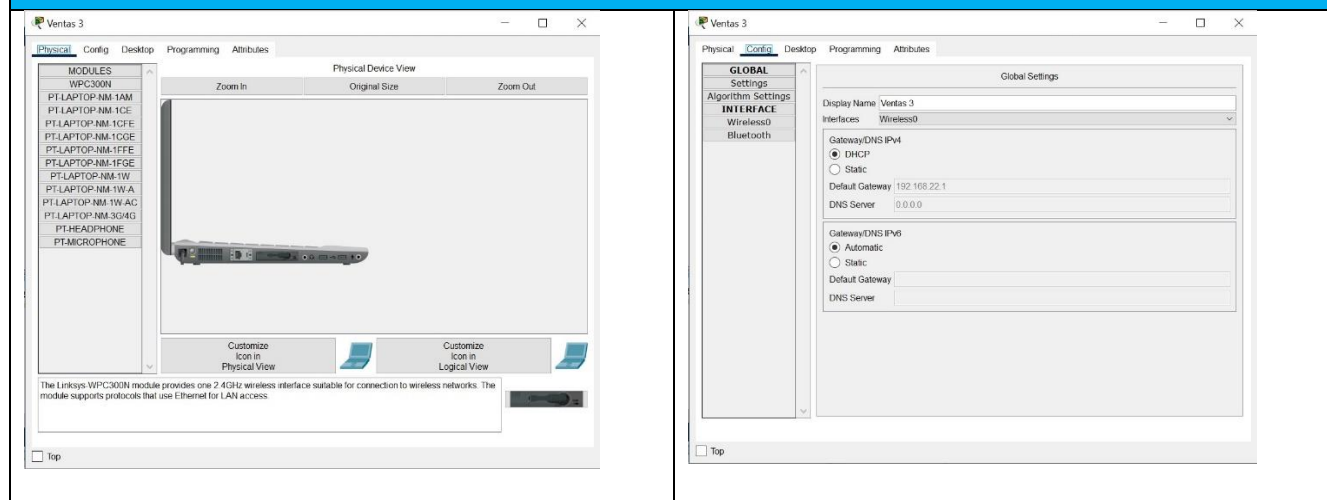 Ventas 3
Physical Config Desktop Programming Attributes
MODULES
WPC300N
PT-LAPTOP-NM-1AM
PT-LAPTOP-NM-1CE
PT-LAPTOP-NM-1CFE
PT-LAPTOP-NM-1CGE
PT-LAPTOP-NM-1FFE
PT-LAPTOP-NM-1FGE
PT-LAPTOP-NM-1W
PT-LAPTOP-NM-1W-A
PT-LAPTOP-NM-1W-AC
PT-LAPTOP-NM-3G/4G
PT-HEADPHONE
PT-MICROPHONE
Physical Device View
Zoom In Original Size Zoom Out
Customize
Icon in
Physical View
Customize
Icon in
Logical View
The Linksys-WPC300N module provides one 2.4GHz wireless interface suitable for connection to wireless networks. The
module supports protocols that use Ethernet for LAN access.
Top
Ventas 3
Physical Config Desktop Programming Attributes
GLOBAL
Settings
Algorithm Settings
INTERFACE
Wireless0
Bluetooth
Global Settings
Display Name Ventas 3
Interfaces Wireless0
Gateway/DNS IPv4
DHCP
Static
Default Gateway 192.168.22.1
DNS Server 0.0.0.0
Gateway/DNS IPv6
Automatic
Static
Default Gateway
DNS Server
Top